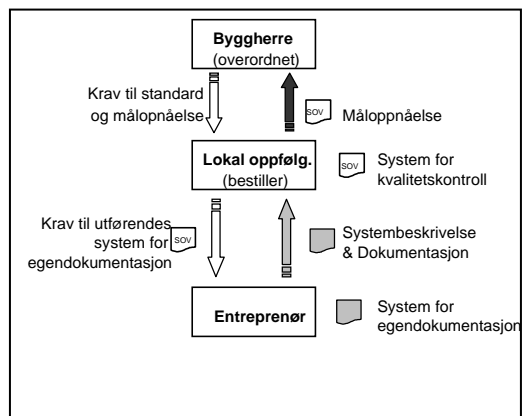 Byggherre
(overordnet)
Krav til standard
og målopnåelse
SOV
Måloppnåelse
Lokal oppfølg.
(bestiller)
SOV
System for
kvalitetskontroll
Krav til utførendes
system for
egendokumentasjon
SOV
Systembeskrivelse
& Dokumentasjon
Entreprenør
System for
egendokumentasjon